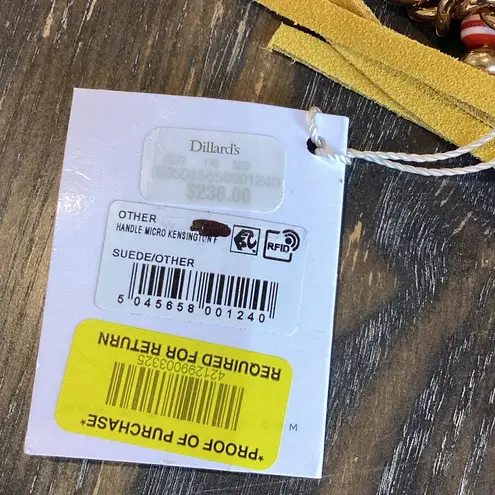 Dillard's
$238.00
OTHER
HANDLE MICRO KENSINGTON F
RFID
SUEDE/OTHER
5 045658 001240
REQUIRED FOR RETURN
421299003325
*PROOF OF PURCHASE*
M